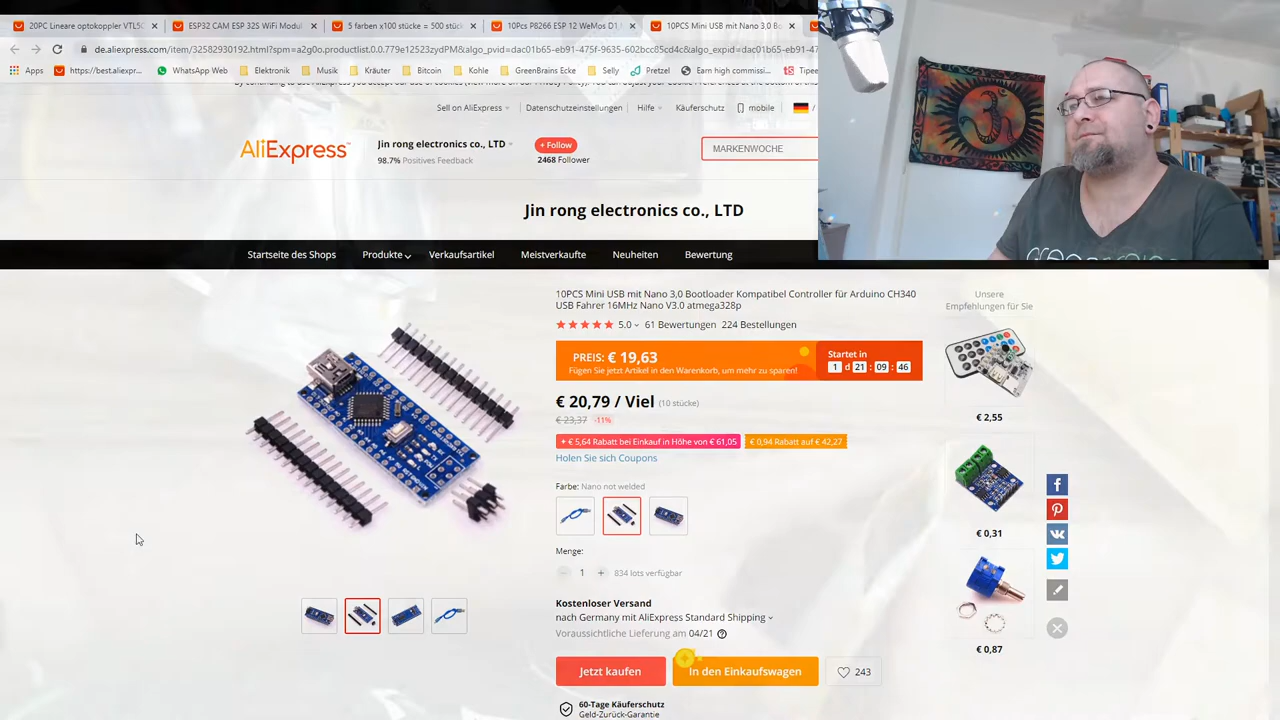 20PC Lineare optokoppler VTL5C
ESP32 CAM ESP 32S WiFi Modul
5 farben x100 stücke = 500 stück
10Pcs P8266 ESP 12 WeMos D1
10PCS Mini USB mit Nano 3,0 Bo
de.aliexpress.com/item/32582930192.html?spm=a2g0o.productlist.0.0.779e12523zydPM&algo_pvid=dac01b65-eb91-475f-9635-602bcc85cd4c&algo_expid=dac01b65-eb91-47
Apps
https://best.aliexpr...
WhatsApp Web
Elektronik
Musik
Kräuter
Bitcoin
Kohle
GreenBrains Ecke
Selly
Pretzel
Earn high commissi...
Tipee
Sell on AliExpress
Datenschutzeinstellungen
Hilfe
Käuferschutz
mobile
/
AliExpress
Jin rong electronics co., LTD
98.7% Positives Feedback
+ Follow
2468 Follower
MARKENWOCHE
Jin rong electronics co., LTD
Startseite des Shops
Produkte
Verkaufsartikel
Meistverkaufte
Neuheiten
Bewertung
10PCS Mini USB mit Nano 3,0 Bootloader Kompatibel Controller für Arduino CH340
USB Fahrer 16MHz Nano V3.0 atmega328p
5.0
61 Bewertungen
224 Bestellungen
PREIS: € 19,63
Fügen Sie jetzt Artikel in den Warenkorb, um mehr zu sparen!
Startet in
1 d 21 : 09 : 46
€ 20,79 / Viel (10 stücke)
€ 23,37 -11%
+ € 5,64 Rabatt bei Einkauf in Höhe von € 61,05
€ 0,94 Rabatt auf € 42,27
Holen Sie sich Coupons
Farbe: Nano not welded
Menge:
− 1 +
834 lots verfügbar
Kostenloser Versand
nach Germany mit AliExpress Standard Shipping
Voraussichtliche Lieferung am 04/21
Jetzt kaufen
In den Einkaufswagen
243
60-Tage Käuferschutz
Geld-Zurück-Garantie
Unsere
Empfehlungen für Sie
€ 2,55
€ 0,31
€ 0,87